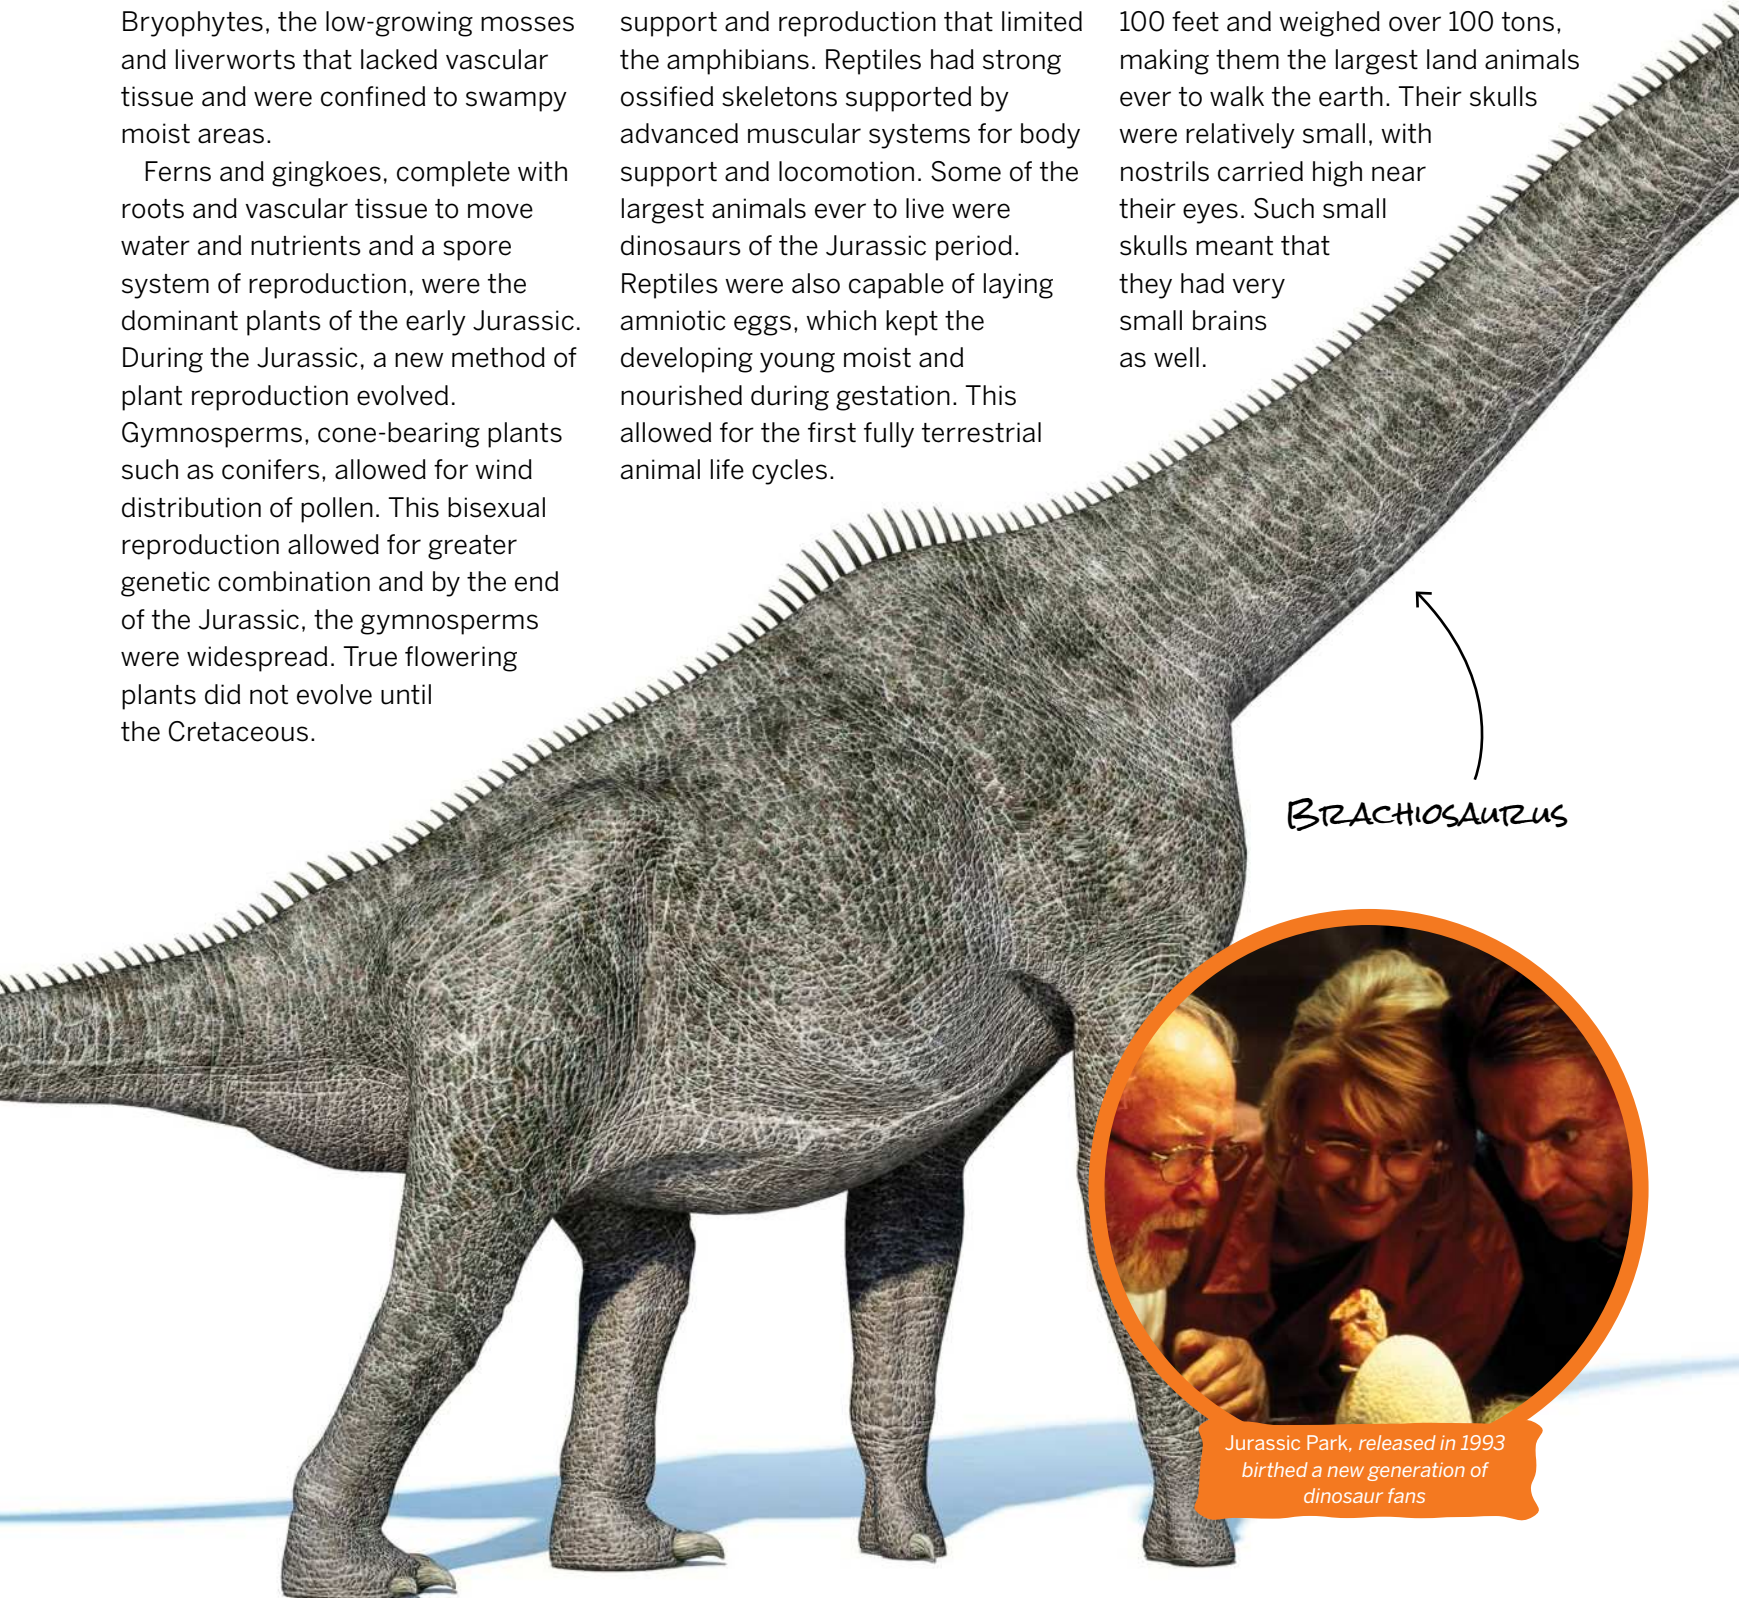 Bryophytes, the low-growing mosses
and liverworts that lacked vascular
tissue and were confined to swampy
moist areas.
Ferns and gingkoes, complete with
roots and vascular tissue to move
water and nutrients and a spore
system of reproduction, were the
dominant plants of the early Jurassic.
During the Jurassic, a new method of
plant reproduction evolved.
Gymnosperms, cone-bearing plants
such as conifers, allowed for wind
distribution of pollen. This bisexual
reproduction allowed for greater
genetic combination and by the end
of the Jurassic, the gymnosperms
were widespread. True flowering
plants did not evolve until
the Cretaceous.
support and reproduction that limited
the amphibians. Reptiles had strong
ossified skeletons supported by
advanced muscular systems for body
support and locomotion. Some of the
largest animals ever to live were
dinosaurs of the Jurassic period.
Reptiles were also capable of laying
amniotic eggs, which kept the
developing young moist and
nourished during gestation. This
allowed for the first fully terrestrial
animal life cycles.
100 feet and weighed over 100 tons,
making them the largest land animals
ever to walk the earth. Their skulls
were relatively small, with
nostrils carried high near
their eyes. Such small
skulls meant that
they had very
small brains
as well.
BRACHIOSAURUS
Jurassic Park, released in 1993
birthed a new generation of
dinosaur fans